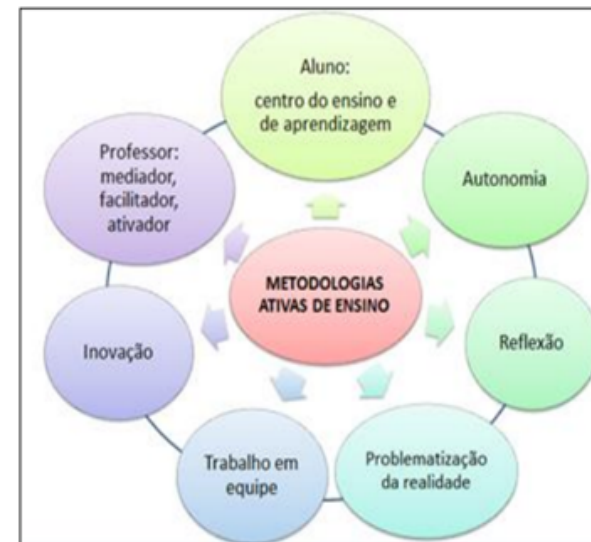 Aluno:
centro do ensino e
de aprendizagem
Autonomia
Reflexão
Problematização
da realidade
Trabalho em
equipe
Inovação
Professor:
mediador,
facilitador,
ativador
METODOLOGIAS
ATIVAS DE ENSINO